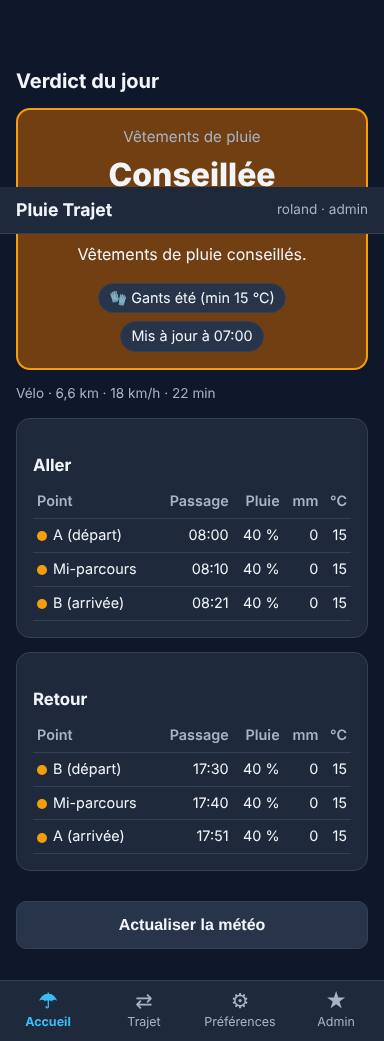 Verdict du jour
Vêtements de pluie
Conseillée
Pluie Trajet roland · admin
Vêtements de pluie conseillés.
🧤 Gants été (min 15 °C)
Mis à jour à 07:00
Vélo · 6,6 km · 18 km/h · 22 min
Aller
Point Passage Pluie mm °C
A (départ) 08:00 40 % 0 15
Mi-parcours 08:10 40 % 0 15
B (arrivée) 08:21 40 % 0 15
Retour
Point Passage Pluie mm °C
B (départ) 17:30 40 % 0 15
Mi-parcours 17:40 40 % 0 15
A (arrivée) 17:51 40 % 0 15
Actualiser la météo
Accueil Trajet Préférences Admin